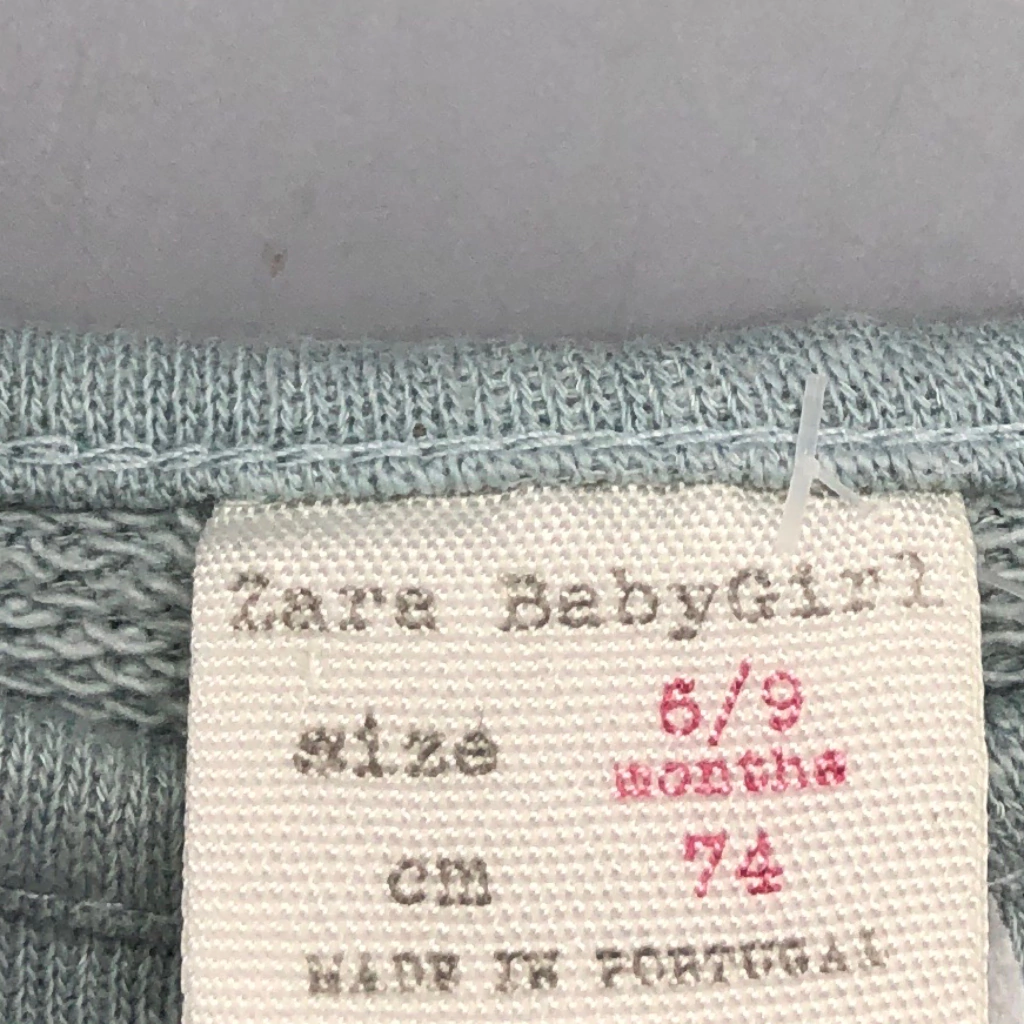 Zara BabyGirl
size 6/9
months
cm 74
MADE IN PORTUGAL